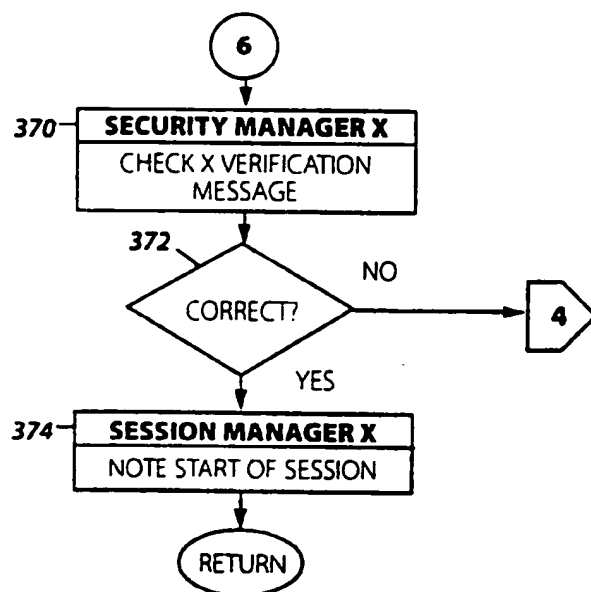 6
370
SECURITY MANAGER X
CHECK X VERIFICATION
MESSAGE
372
NO
CORRECT?
4
YES
374
SESSION MANAGER X
NOTE START OF SESSION
RETURN